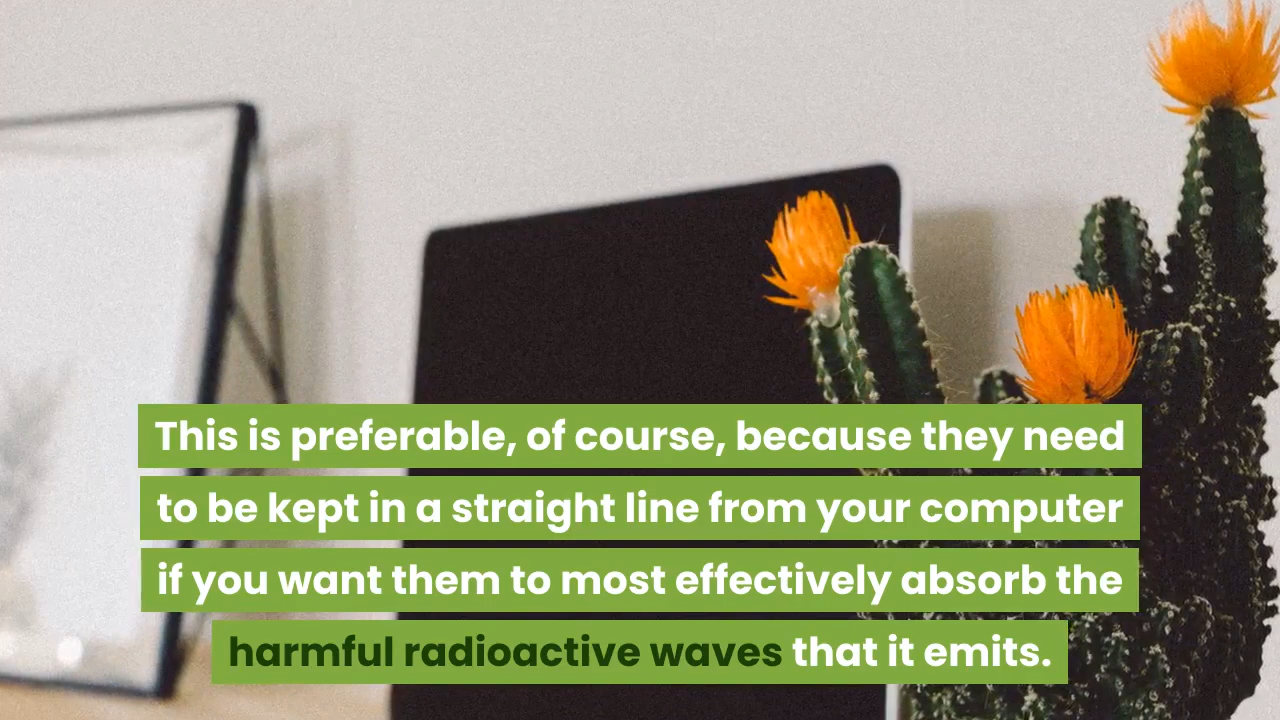 This is preferable, of course, because they need
to be kept in a straight line from your computer
if you want them to most effectively absorb the
harmful radioactive waves that it emits.